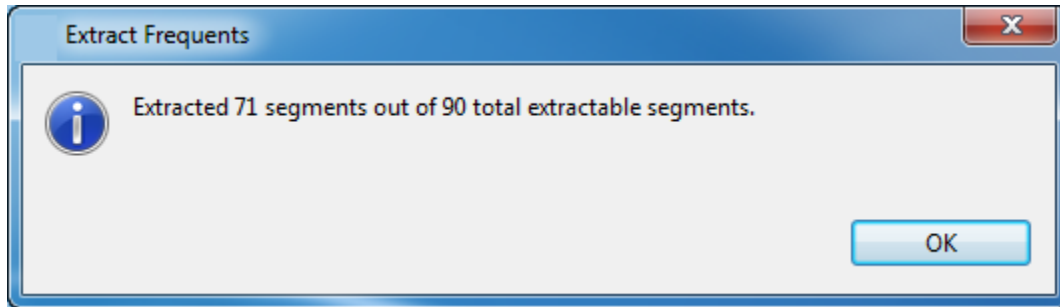 Extract Frequents
Extracted 71 segments out of 90 total extractable segments.
OK